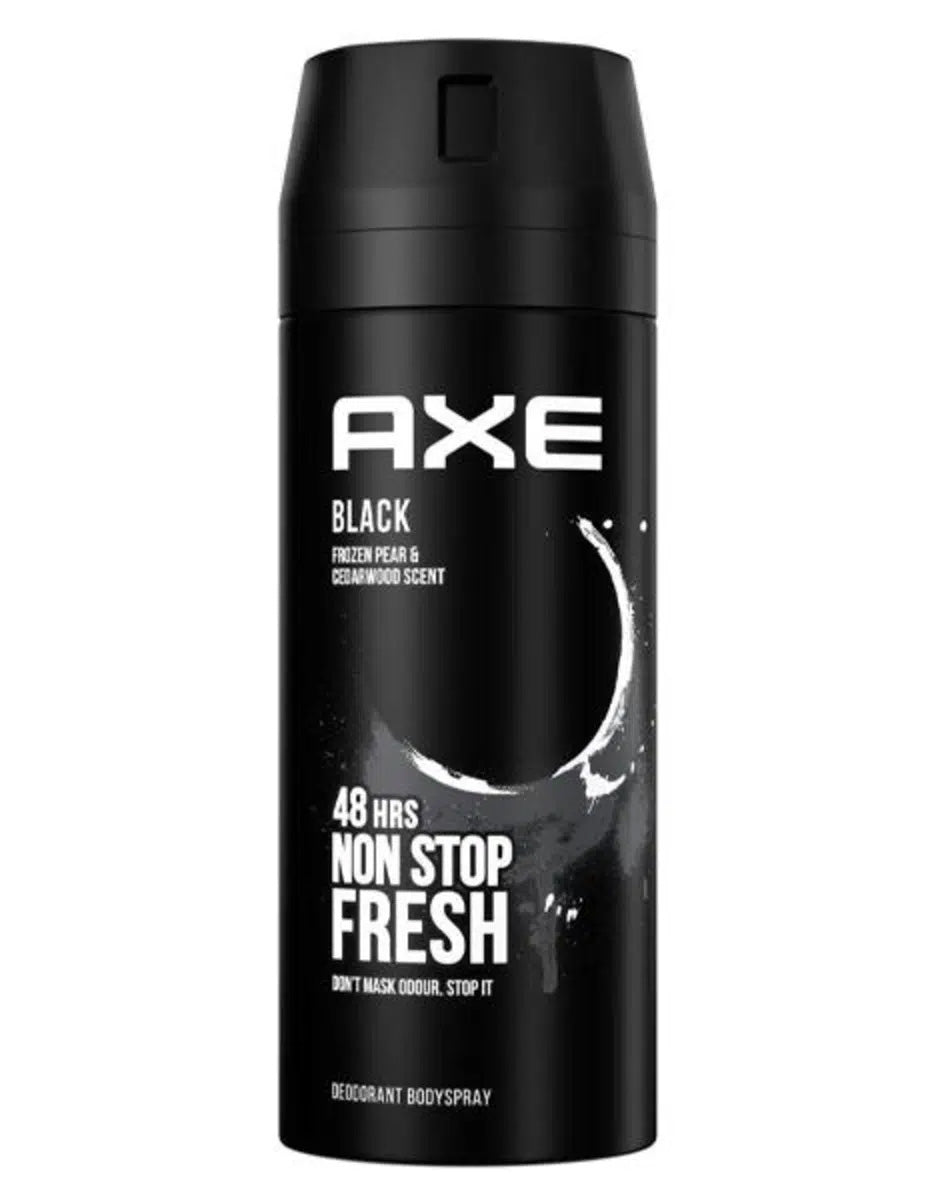 AXE
BLACK
FROZEN PEAR &
CEDARWOOD SCENT
48 HRS
NON STOP
FRESH
DON'T MASK ODOUR, STOP IT
DEODORANT BODYSPRAY